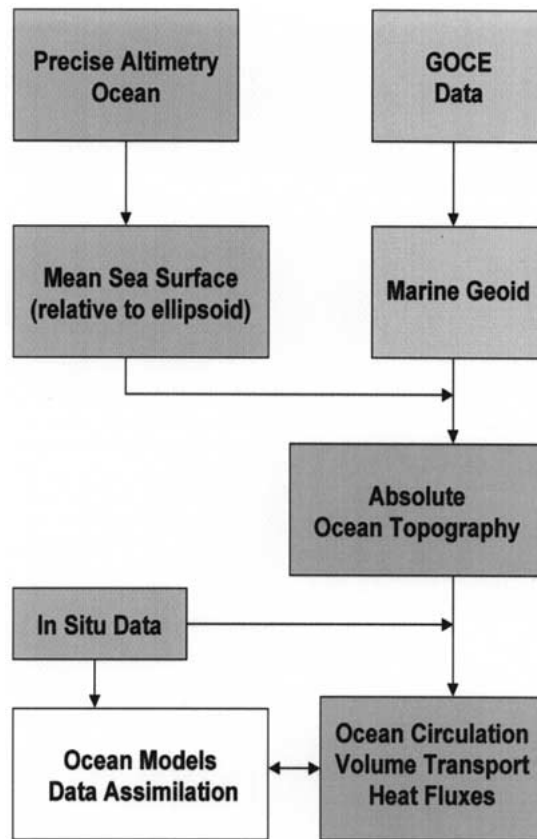 Precise Altimetry
Ocean
GOCE
Data
Mean Sea Surface
(relative to ellipsoid)
Marine Geoid
Absolute
Ocean Topography
In Situ Data
Ocean Models
Data Assimilation
Ocean Circulation
Volume Transport
Heat Fluxes